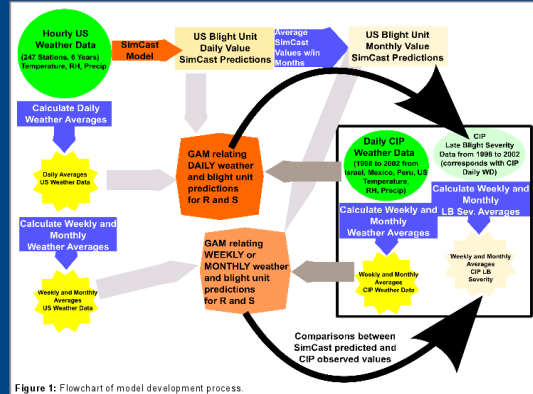 Hourly US
Weather Data
(247 Stations, 6 Years)
Temperature, RH, Precip
SimCast
Model
US Blight Unit
Daily Value
SimCast Predictions
Average
SimCast
Values w/in
Months
US Blight Unit
Monthly Value
SimCast Predictions
Calculate Daily
Weather Averages
Daily Averages
US Weather Data
Calculate Weekly and
Monthly
Weather Averages
Weekly and Monthly
Averages
US Weather Data
GAM relating
DAILY weather
and blight unit
predictions
for R and S
GAM relating
WEEKLY or
MONTHLY weather
and blight unit
predictions
for R and S
Daily CIP
Weather Data
(1998 to 2002 from
Israel, Mexico, Peru, US
Temperature,
RH, Precip)
CIP
Late Blight Severity
Data from 1998 to 2002
(corresponds with CIP
Daily WD)
Calculate Weekly and
Monthly
Weather Averages
Calculate Weekly and
Monthly
LB Sev. Averages
Weekly and Monthly
Averages
CIP Weather Data
Weekly and Monthly
Averages
CIP LB
Severity
Comparisons between
SimCast predicted and
CIP observed values
Figure 1: Flowchart of model development process.